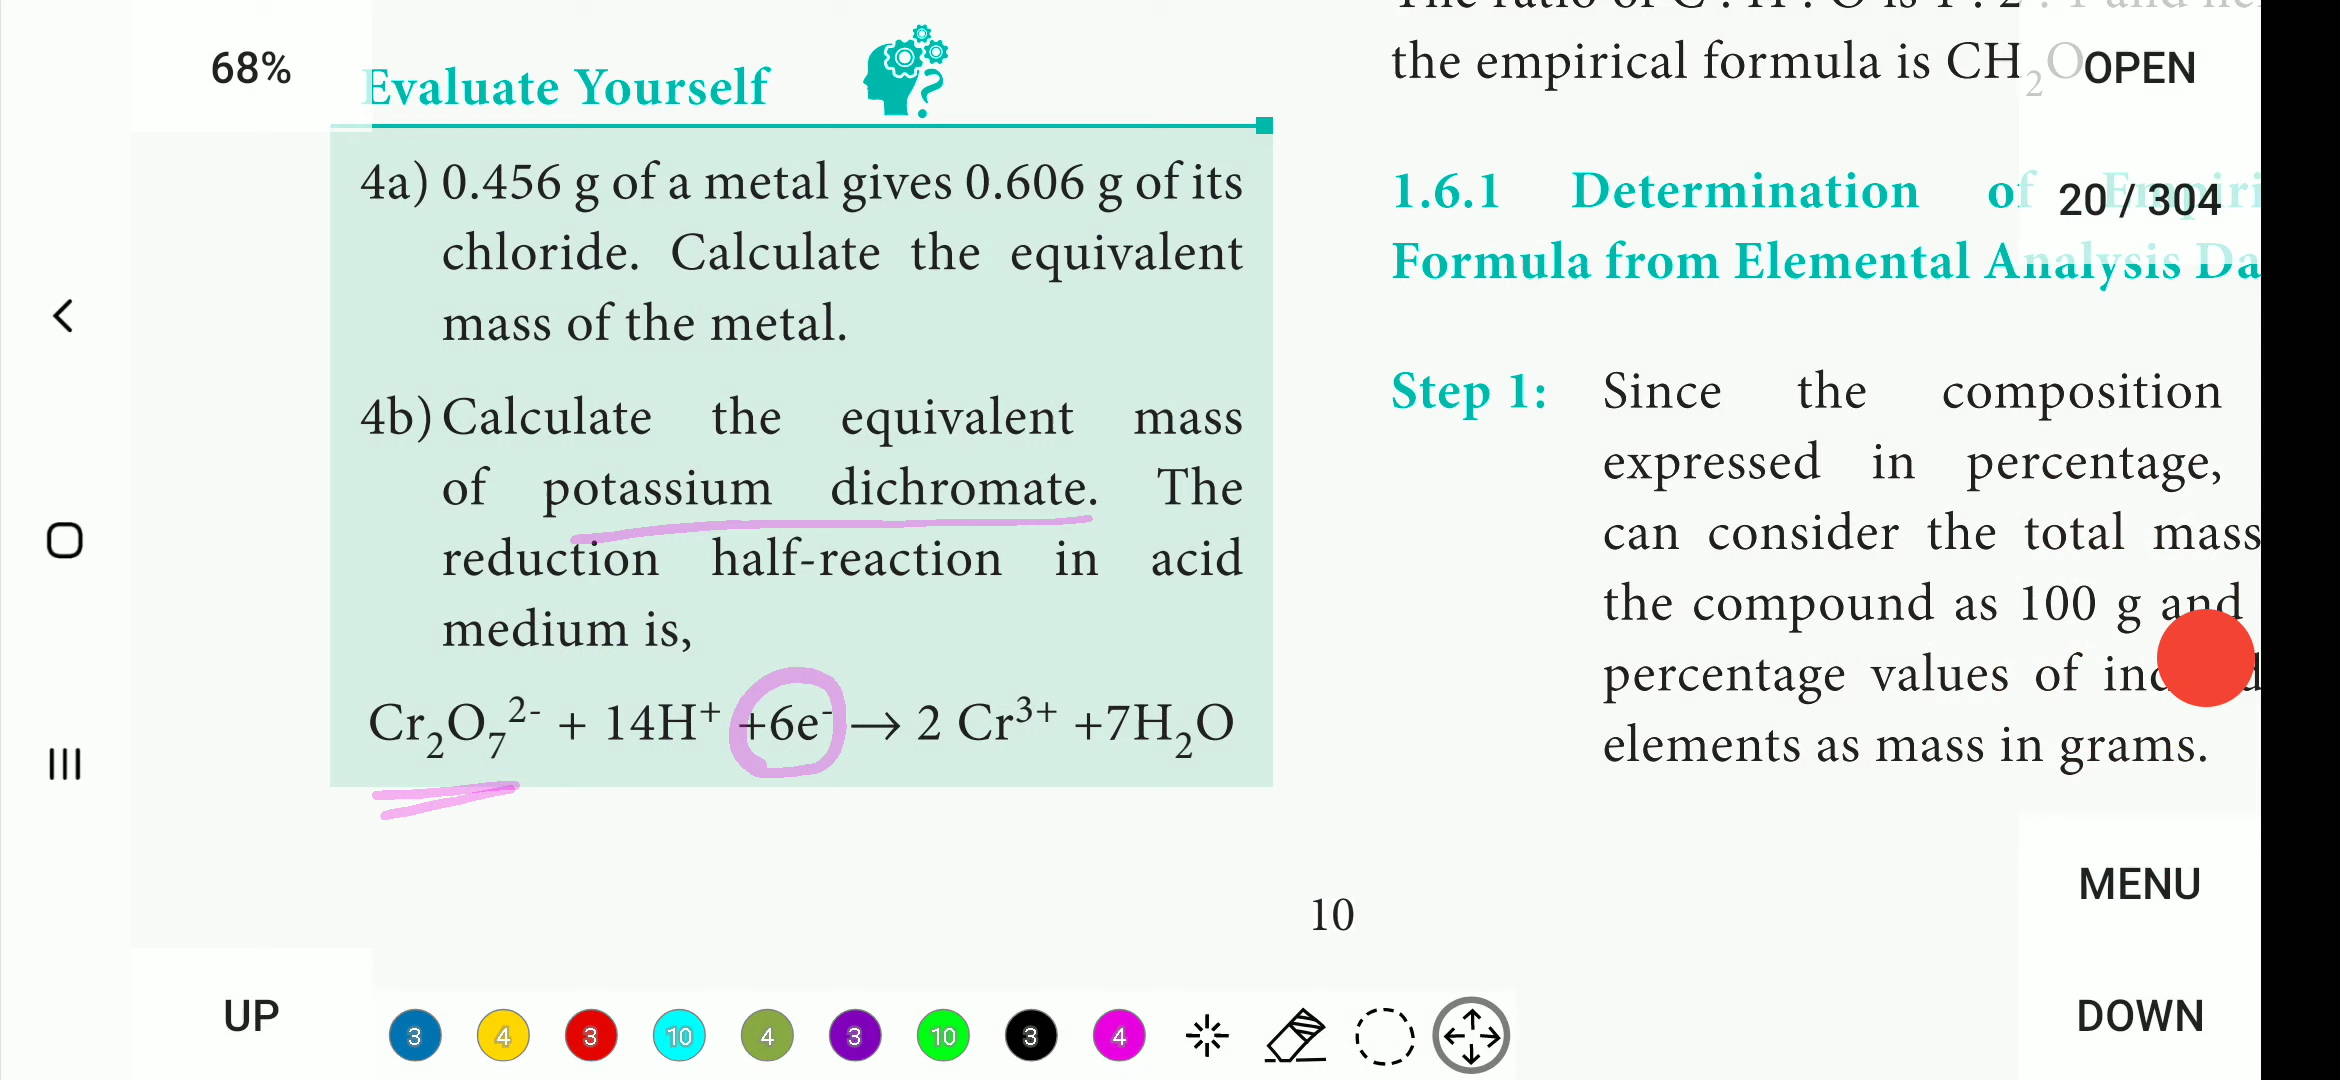 68%
Evaluate Yourself
4a) 0.456 g of a metal gives 0.606 g of its
chloride. Calculate the equivalent
mass of the metal.
4b) Calculate the equivalent mass
of potassium dichromate. The
reduction half-reaction in acid
medium is,
Cr₂O₇²⁻ + 14H⁺ +6e⁻ → 2 Cr³⁺ +7H₂O
the empirical formula is CH₂O
OPEN
1.6.1 Determination of
20 / 304
Formula from Elemental Analysis Da
Step 1: Since the composition
expressed in percentage,
can consider the total mass
the compound as 100 g and
percentage values of
elements as mass in grams.
10
MENU
UP
DOWN
3 4 3 10 4 3 10 3 4